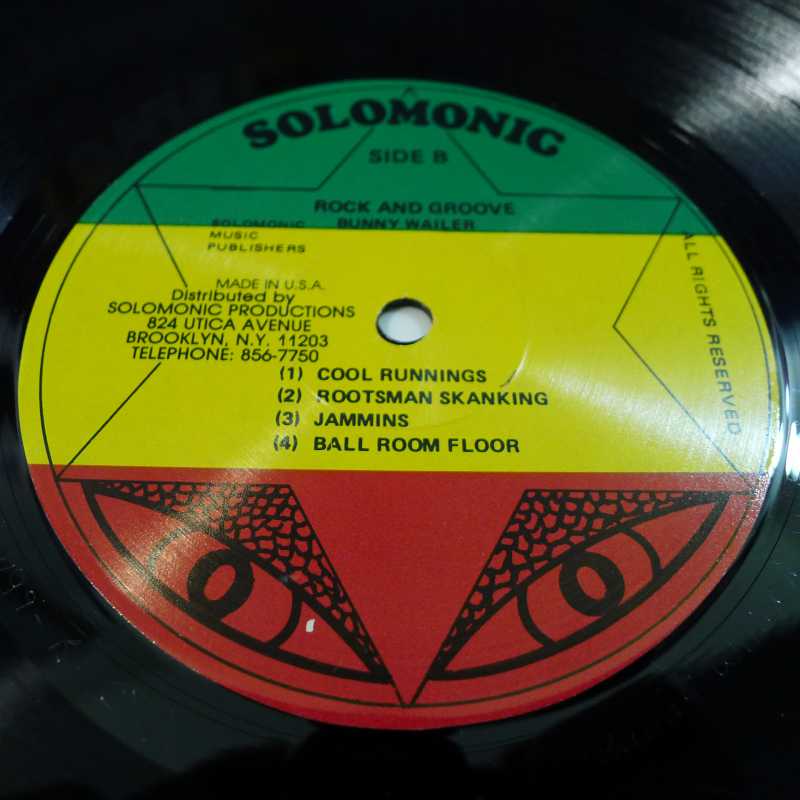 SOLOMONIC
SIDE B
ROCK AND GROOVE
BUNNY WAILER
SOLOMONIC
MUSIC
PUBLISHERS
ALL RIGHTS RESERVED
MADE IN U.S.A.
Distributed by
SOLOMONIC PRODUCTIONS
824 UTICA AVENUE
BROOKLYN, N.Y. 11203
TELEPHONE: 856-7750
(1) COOL RUNNINGS
(2) ROOTSMAN SKANKING
(3) JAMMINS
(4) BALL ROOM FLOOR